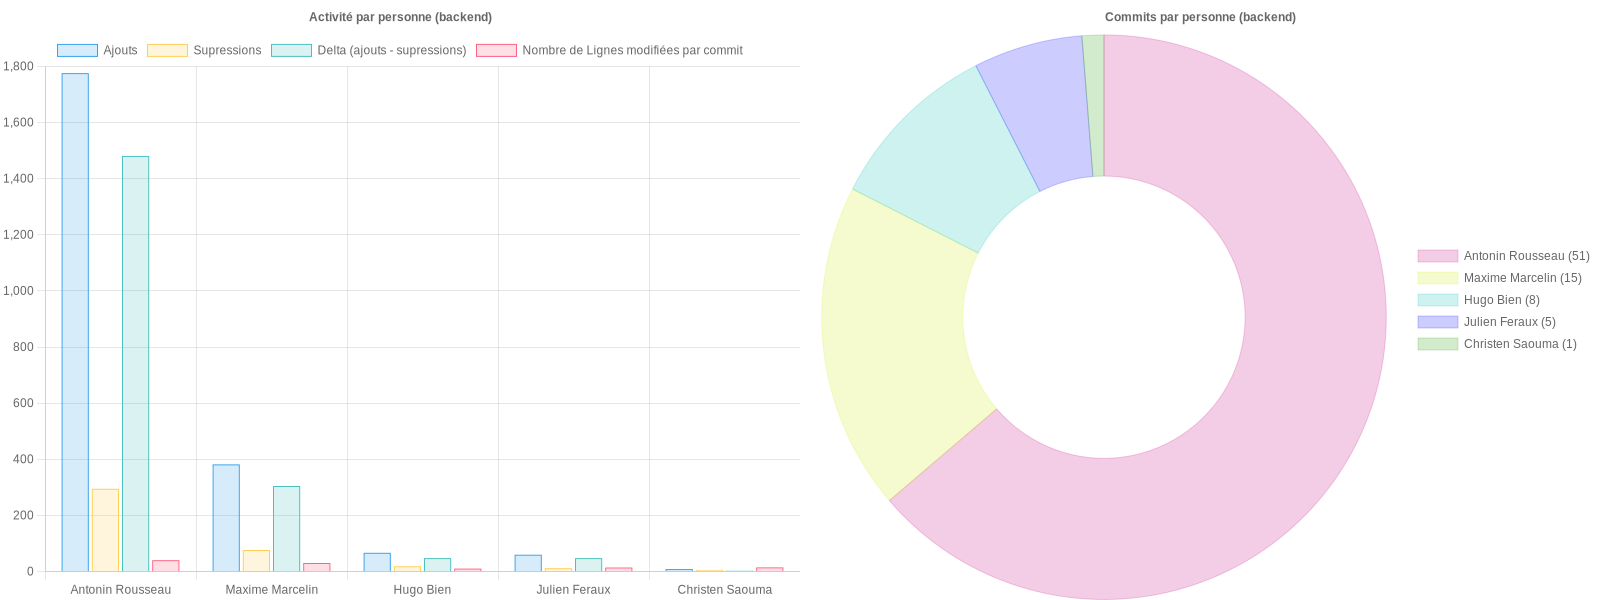 Activité par personne (backend)
Ajouts
Supressions
Delta (ajouts - supressions)
Nombre de Lignes modifiées par commit
1,800
1,600
1,400
1,200
1,000
800
600
400
200
0
Antonin Rousseau
Maxime Marcelin
Hugo Bien
Julien Feraux
Christen Saouma
Commits par personne (backend)
Antonin Rousseau (51)
Maxime Marcelin (15)
Hugo Bien (8)
Julien Feraux (5)
Christen Saouma (1)